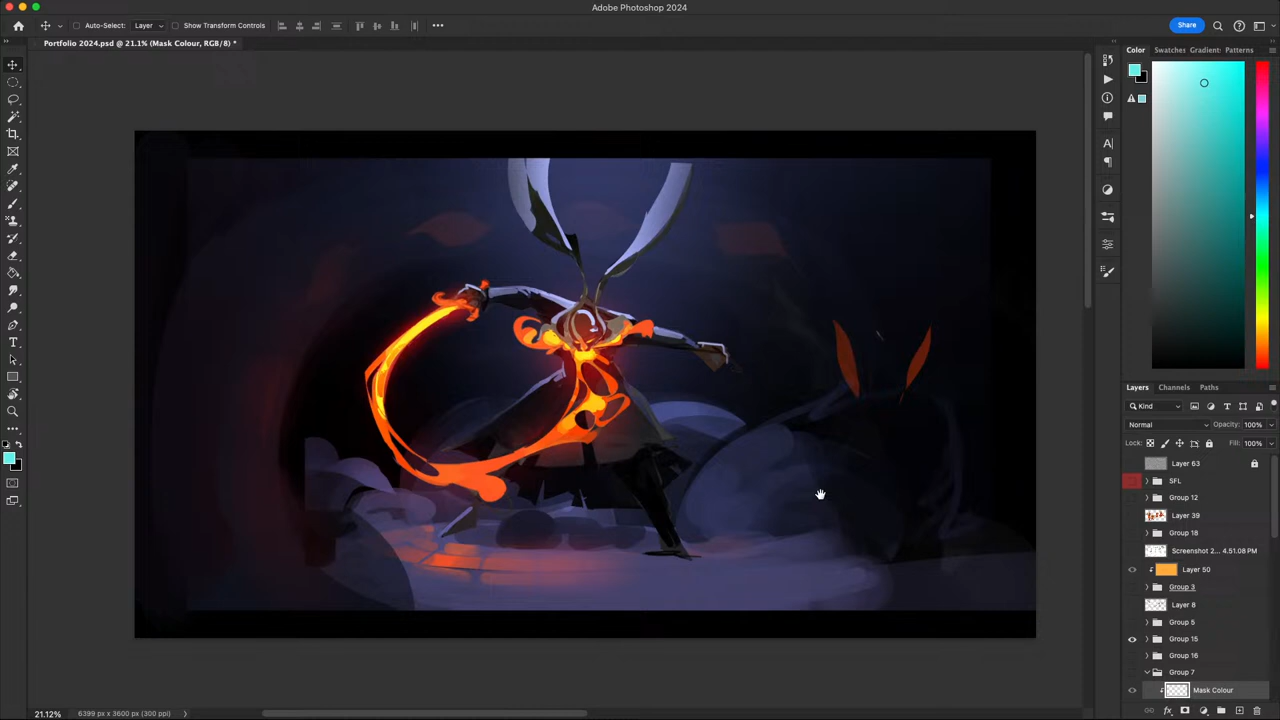 Adobe Photoshop 2024
Auto-Select: Layer Show Transform Controls Share
Portfolio 2024.psd @ 21.1% (Mask Colour, RGB/8) *
Color Swatches Gradient: Patterns
Layers Channels Paths
Kind
Normal Opacity: 100%
Lock: Fill: 100%
Layer 63
SFL
Group 12
Layer 39
Group 18
Screenshot 2... 4.51.08 PM
Layer 50
Group 3
Layer 8
Group 5
Group 15
Group 16
Group 7
Mask Colour
21.12% 6399 px x 3600 px (300 ppi)